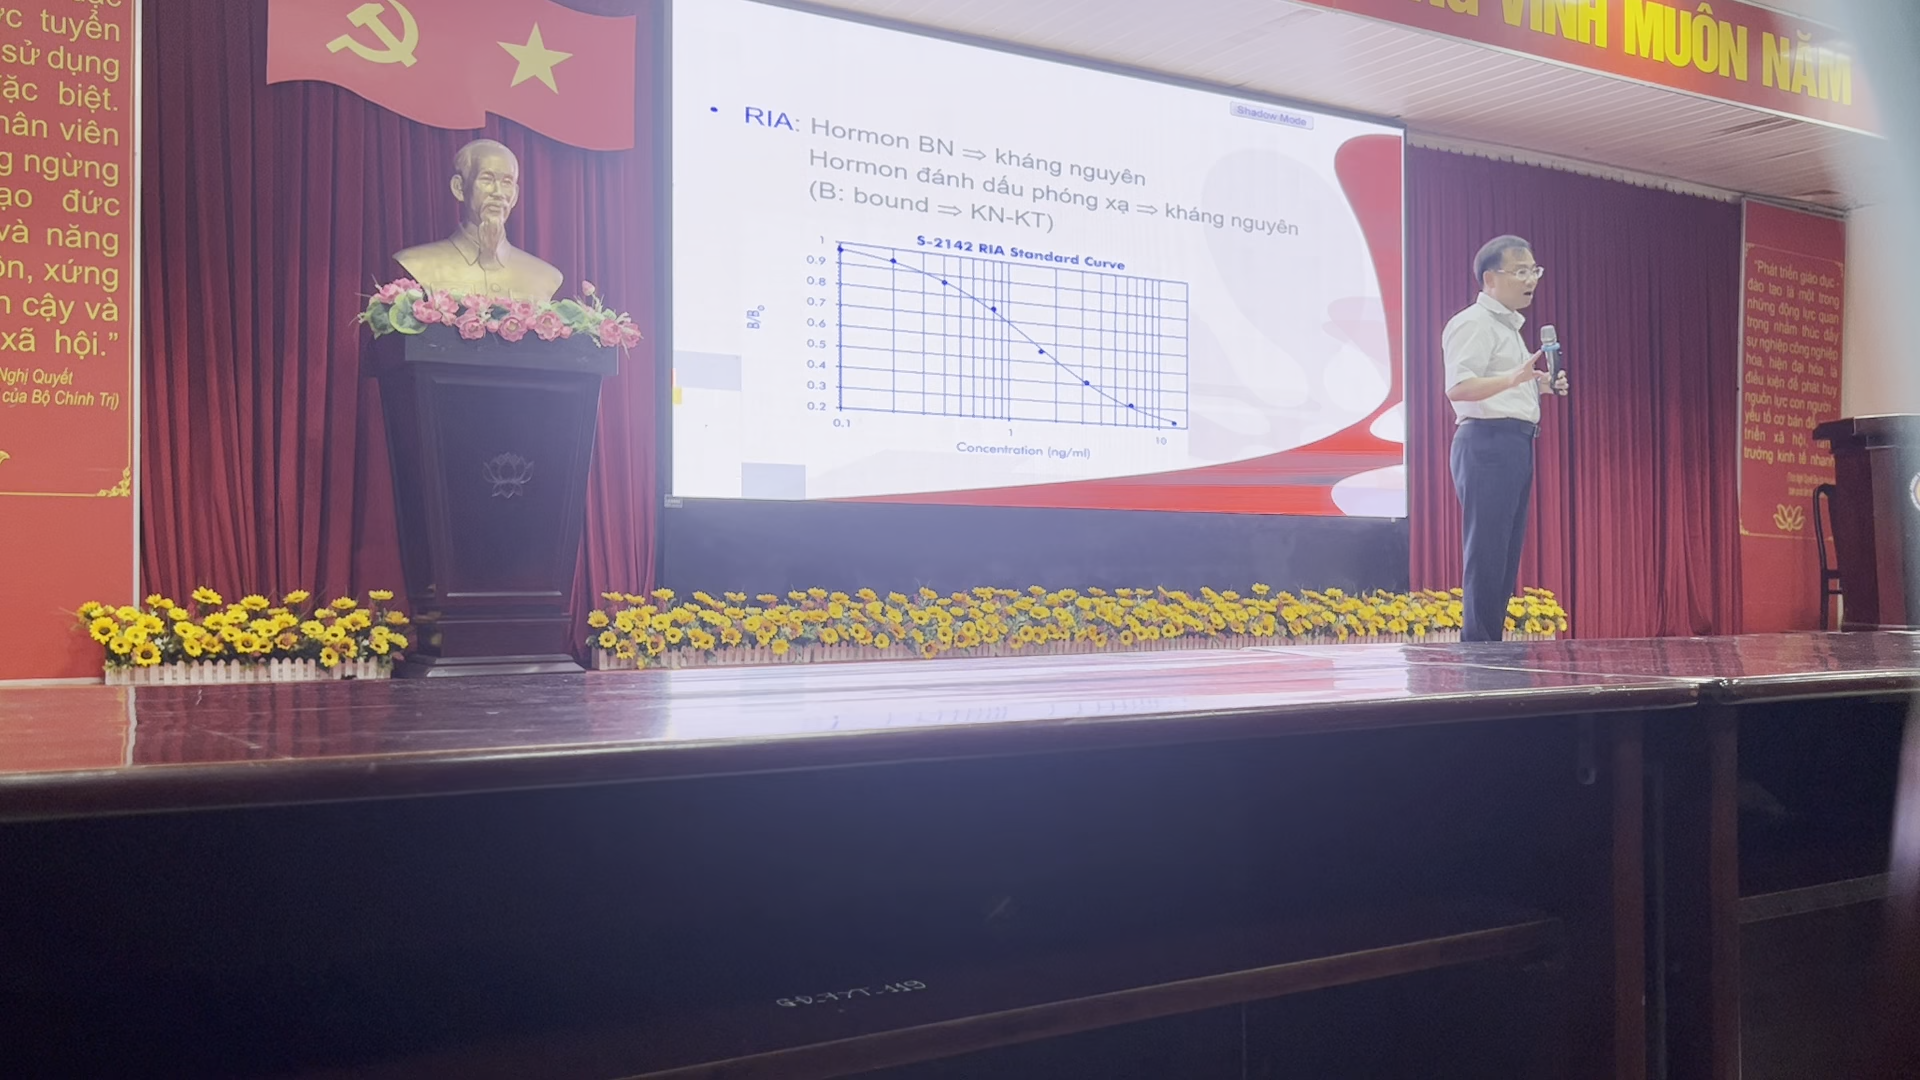 ực tuyển
sử dụng
đặc biệt.
hân viên
g ngừng
ạo đức
và năng
ôn, xứng
n cậy và
xã hội.”
Nghị Quyết
của Bộ Chính Trị)
VINH MUÔN NĂM
Shadow Mode
• RIA: Hormon BN ⇒ kháng nguyên
Hormon đánh dấu phóng xạ ⇒ kháng nguyên
(B: bound ⇒ KN-KT)
S-2142 RIA Standard Curve
B/B₀
1
0.9
0.8
0.7
0.6
0.5
0.4
0.3
0.2
0.1
1
10
Concentration (ng/ml)
“Phát triển giáo dục -
đào tạo là một trong
những động lực quan
trọng nhằm thúc đẩy
sự nghiệp công nghiệp
hóa, hiện đại hóa, là
điều kiện để phát huy
nguồn lực con người -
yếu tố cơ bản để
triển xã hội,
trưởng kinh tế nhanh